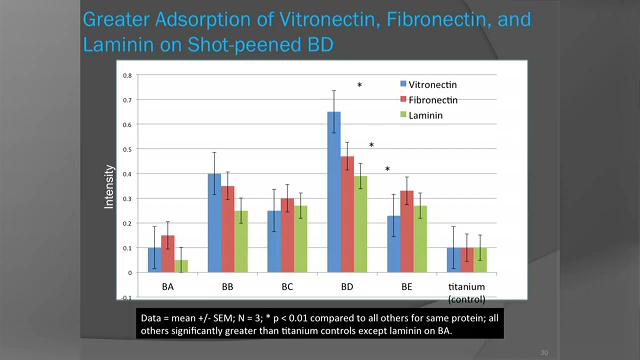 Greater Adsorption of Vitronectin, Fibronectin, and
Laminin on Shot-peened BD
0.8
0.7
0.6
0.5
0.4
0.3
0.2
0.1
0
-0.1
Intensity
*
*
*
Vitronectin
Fibronectin
Laminin
BA BB BC BD BE titanium
(control)
Data = mean +/- SEM; N = 3; * p < 0.01 compared to all others for same protein; all
others significantly greater than titanium controls except laminin on BA.
30